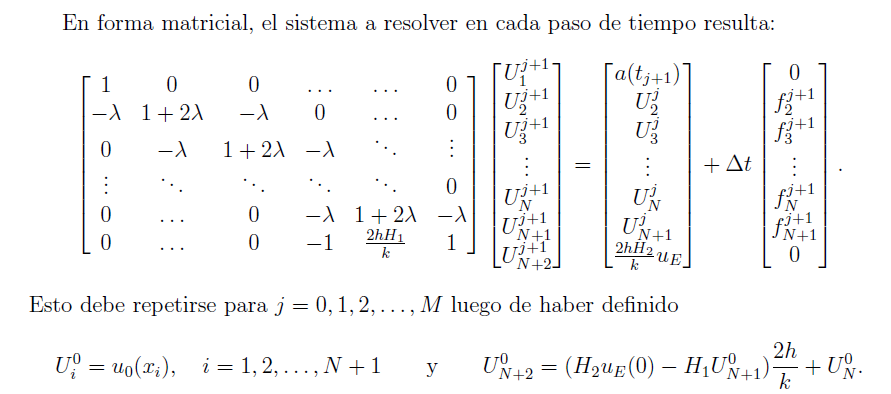 En forma matricial, el sistema a resolver en cada paso de tiempo resulta:
\begin{bmatrix} 1 & 0 & 0 & \dots & \dots & 0 \\ -\lambda & 1+2\lambda & -\lambda & 0 & \dots & 0 \\ 0 & -\lambda & 1+2\lambda & -\lambda & \ddots & \vdots \\ \vdots & \ddots & \ddots & \ddots & \ddots & 0 \\ 0 & \dots & 0 & -\lambda & 1+2\lambda & -\lambda \\ 0 & \dots & 0 & -1 & \frac{2hH_1}{k} & 1 \end{bmatrix} \begin{bmatrix} U_1^{j+1} \\ U_2^{j+1} \\ U_3^{j+1} \\ \vdots \\ U_N^{j+1} \\ U_{N+1}^{j+1} \\ U_{N+2}^{j+1} \end{bmatrix} = \begin{bmatrix} a(t_{j+1}) \\ U_2^j \\ U_3^j \\ \vdots \\ U_N^j \\ U_{N+1}^j \\ \frac{2hH_2}{k}u_E \end{bmatrix} + \Delta t \begin{bmatrix} 0 \\ f_2^{j+1} \\ f_3^{j+1} \\ \vdots \\ f_N^{j+1} \\ f_{N+1}^{j+1} \\ 0 \end{bmatrix}.
Esto debe repetirse para j = 0, 1, 2, \dots, M luego de haber definido
U_i^0 = u_0(x_i), \quad i = 1, 2, \dots, N+1 \quad y \quad U_{N+2}^0 = (H_2 u_E(0) - H_1 U_{N+1}^0)\frac{2h}{k} + U_N^0.